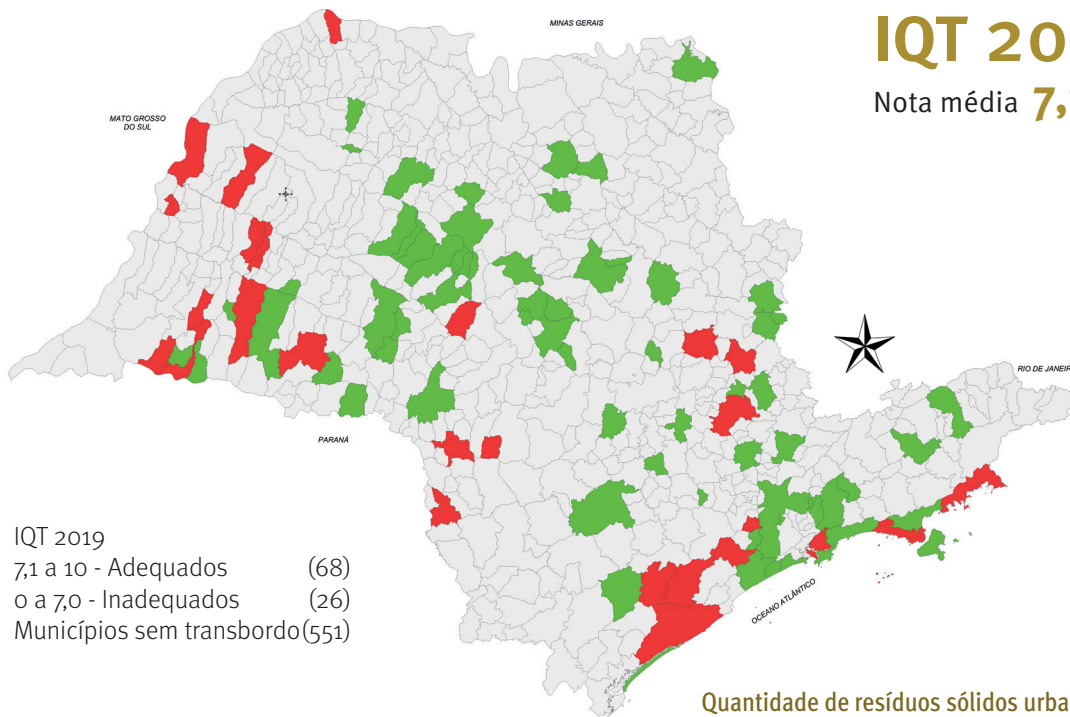 MINAS GERAIS
IQT 20
Nota média 7,
MATO GROSSO
DO SUL
RIO DE JANEIR
PARANÁ
OCEANO ATLÂNTICO
IQT 2019
7,1 a 10 - Adequados (68)
0 a 7,0 - Inadequados (26)
Municípios sem transbordo(551)
Quantidade de resíduos sólidos urba